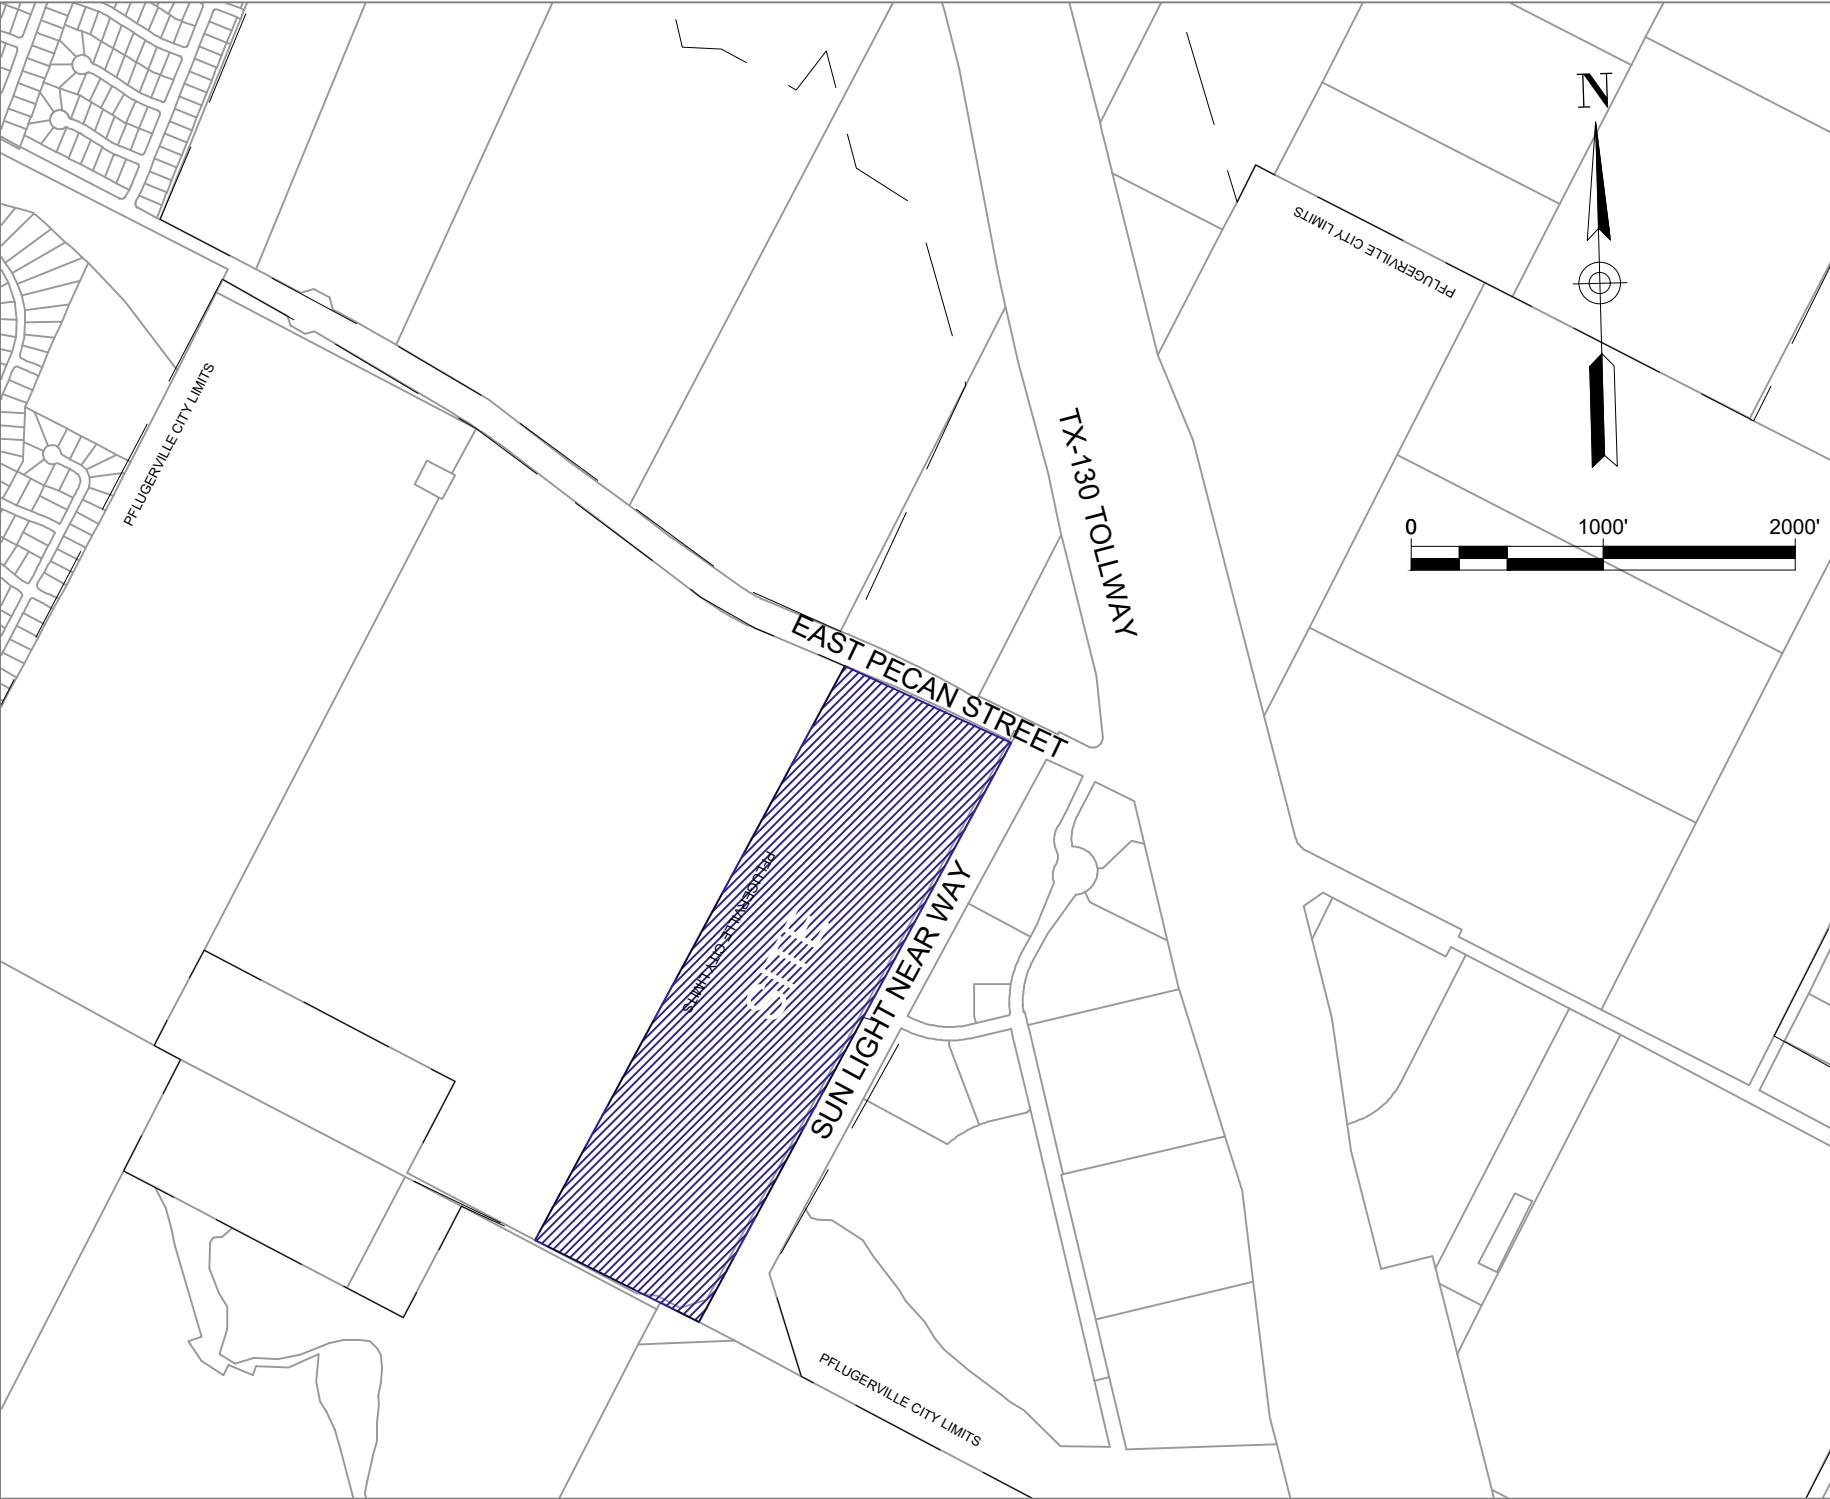 N
PFLUGERVILLE CITY LIMITS
PFLUGERVILLE CITY LIMITS
TX-130 TOLLWAY
0 1000' 2000'
EAST PECAN STREET
PFLUGERVILLE CITY LIMITS
SITE
SUN LIGHT NEAR WAY
PFLUGERVILLE CITY LIMITS